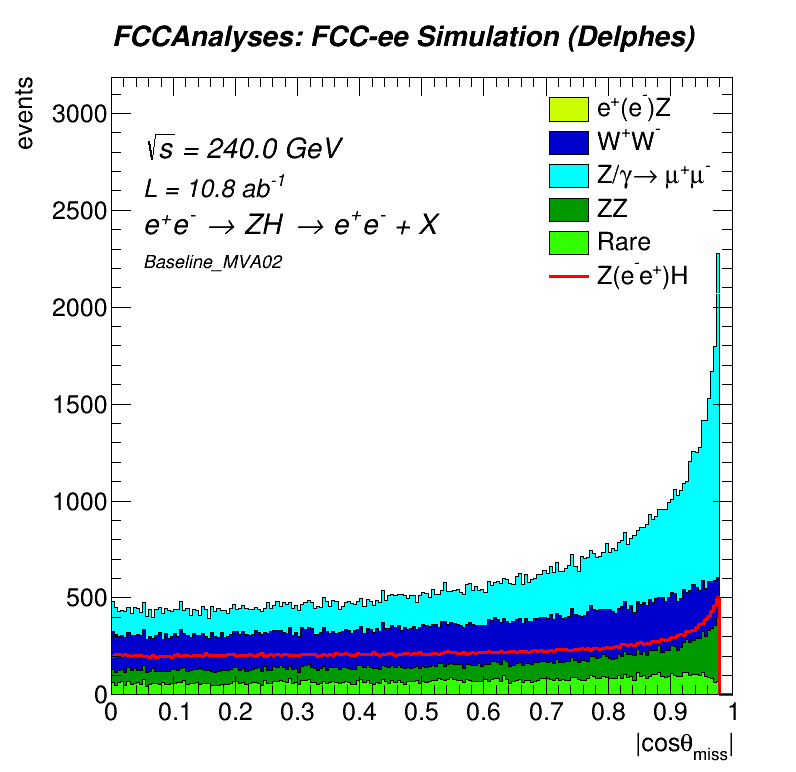 FCCAnalyses: FCC-ee Simulation (Delphes)
events
3000
2500
2000
1500
1000
500
0
√s = 240.0 GeV
L = 10.8 ab⁻¹
e⁺e⁻ → ZH → e⁺e⁻ + X
Baseline_MVA02
e⁺(e⁻)Z
W⁺W⁻
Z/γ→ μ⁺μ⁻
ZZ
Rare
Z(e⁻e⁺)H
0 0.1 0.2 0.3 0.4 0.5 0.6 0.7 0.8 0.9 1
|cosθ_miss|